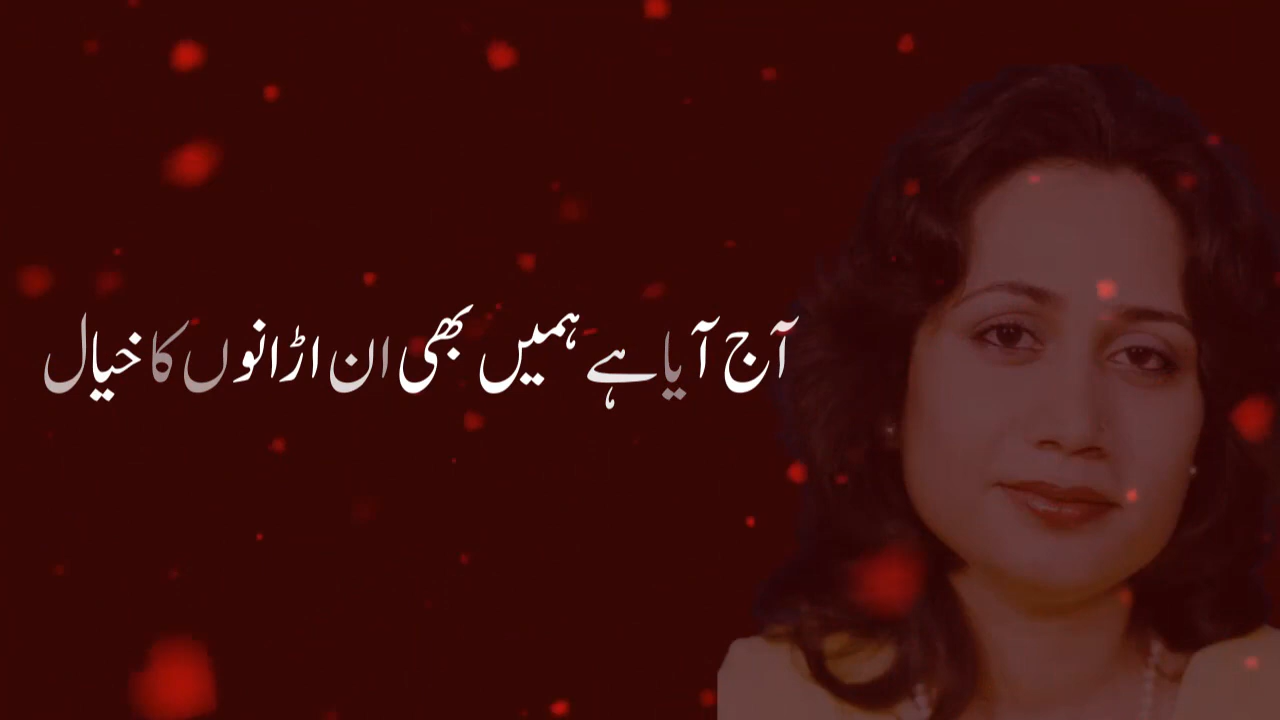 آج آیا ہے ہمیں بھی ان اڑانوں کا خیال